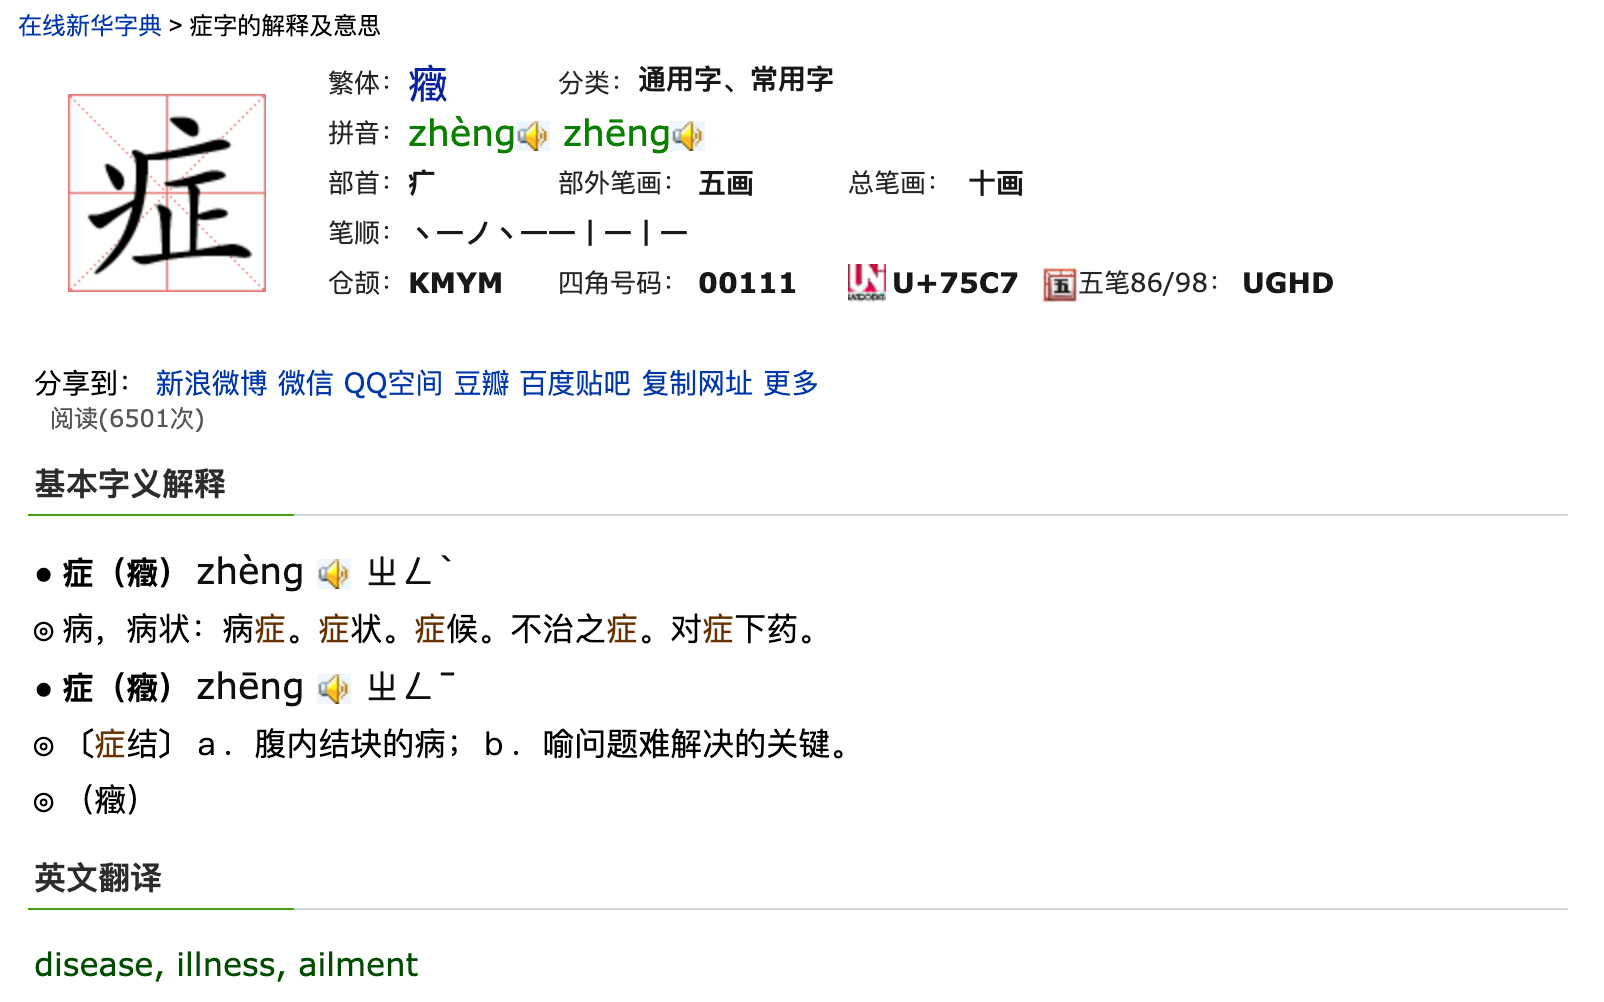 在线新华字典 > 症字的解释及意思
症
繁体： 癥 分类： 通用字、常用字
拼音： zhèng zhēng
部首： 疒 部外笔画： 五画 总笔画： 十画
笔顺： 丶一ノ丶一一丨一丨一
仓颉： KMYM 四角号码： 00111 UN UNICODE U+75C7 五 五笔86/98： UGHD
分享到： 新浪微博 微信 QQ空间 豆瓣 百度贴吧 复制网址 更多
阅读(6501次)
基本字义解释
● 症（癥） zhèng ㄓㄥˋ
◎ 病，病状：病症。症状。症候。不治之症。对症下药。
● 症（癥） zhēng ㄓㄥˉ
◎ 〔症结〕ａ．腹内结块的病；ｂ．喻问题难解决的关键。
◎ （癥）
英文翻译
disease, illness, ailment